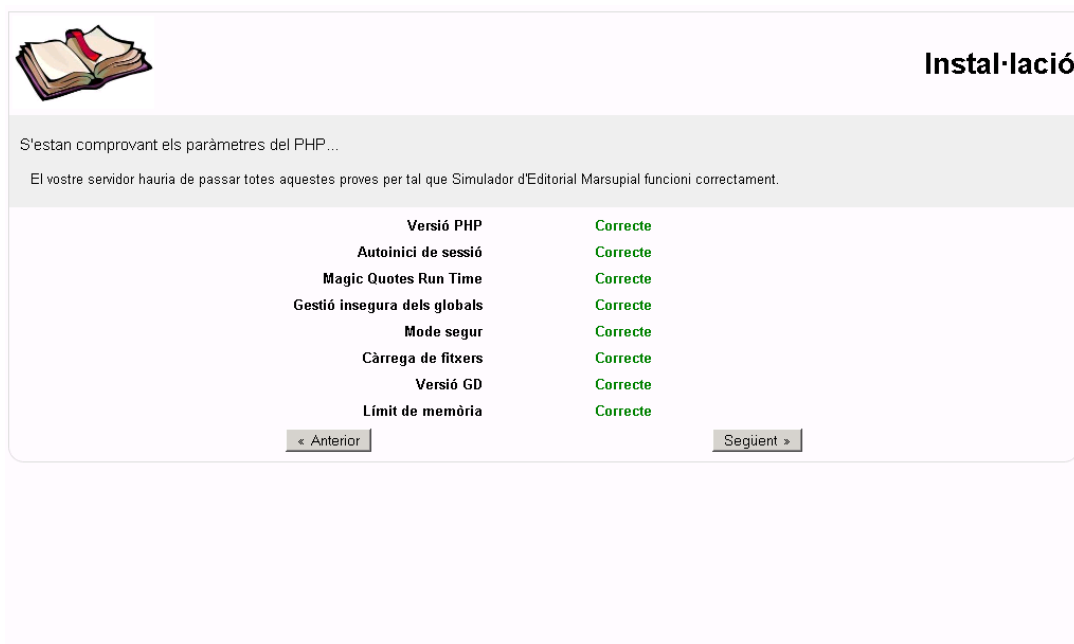 Instal·lació
S'estan comprovant els paràmetres del PHP...
El vostre servidor hauria de passar totes aquestes proves per tal que Simulador d'Editorial Marsupial funcioni correctament.
Versió PHP Correcte
Autoinici de sessió Correcte
Magic Quotes Run Time Correcte
Gestió insegura dels globals Correcte
Mode segur Correcte
Càrrega de fitxers Correcte
Versió GD Correcte
Límit de memòria Correcte
« Anterior Següent »